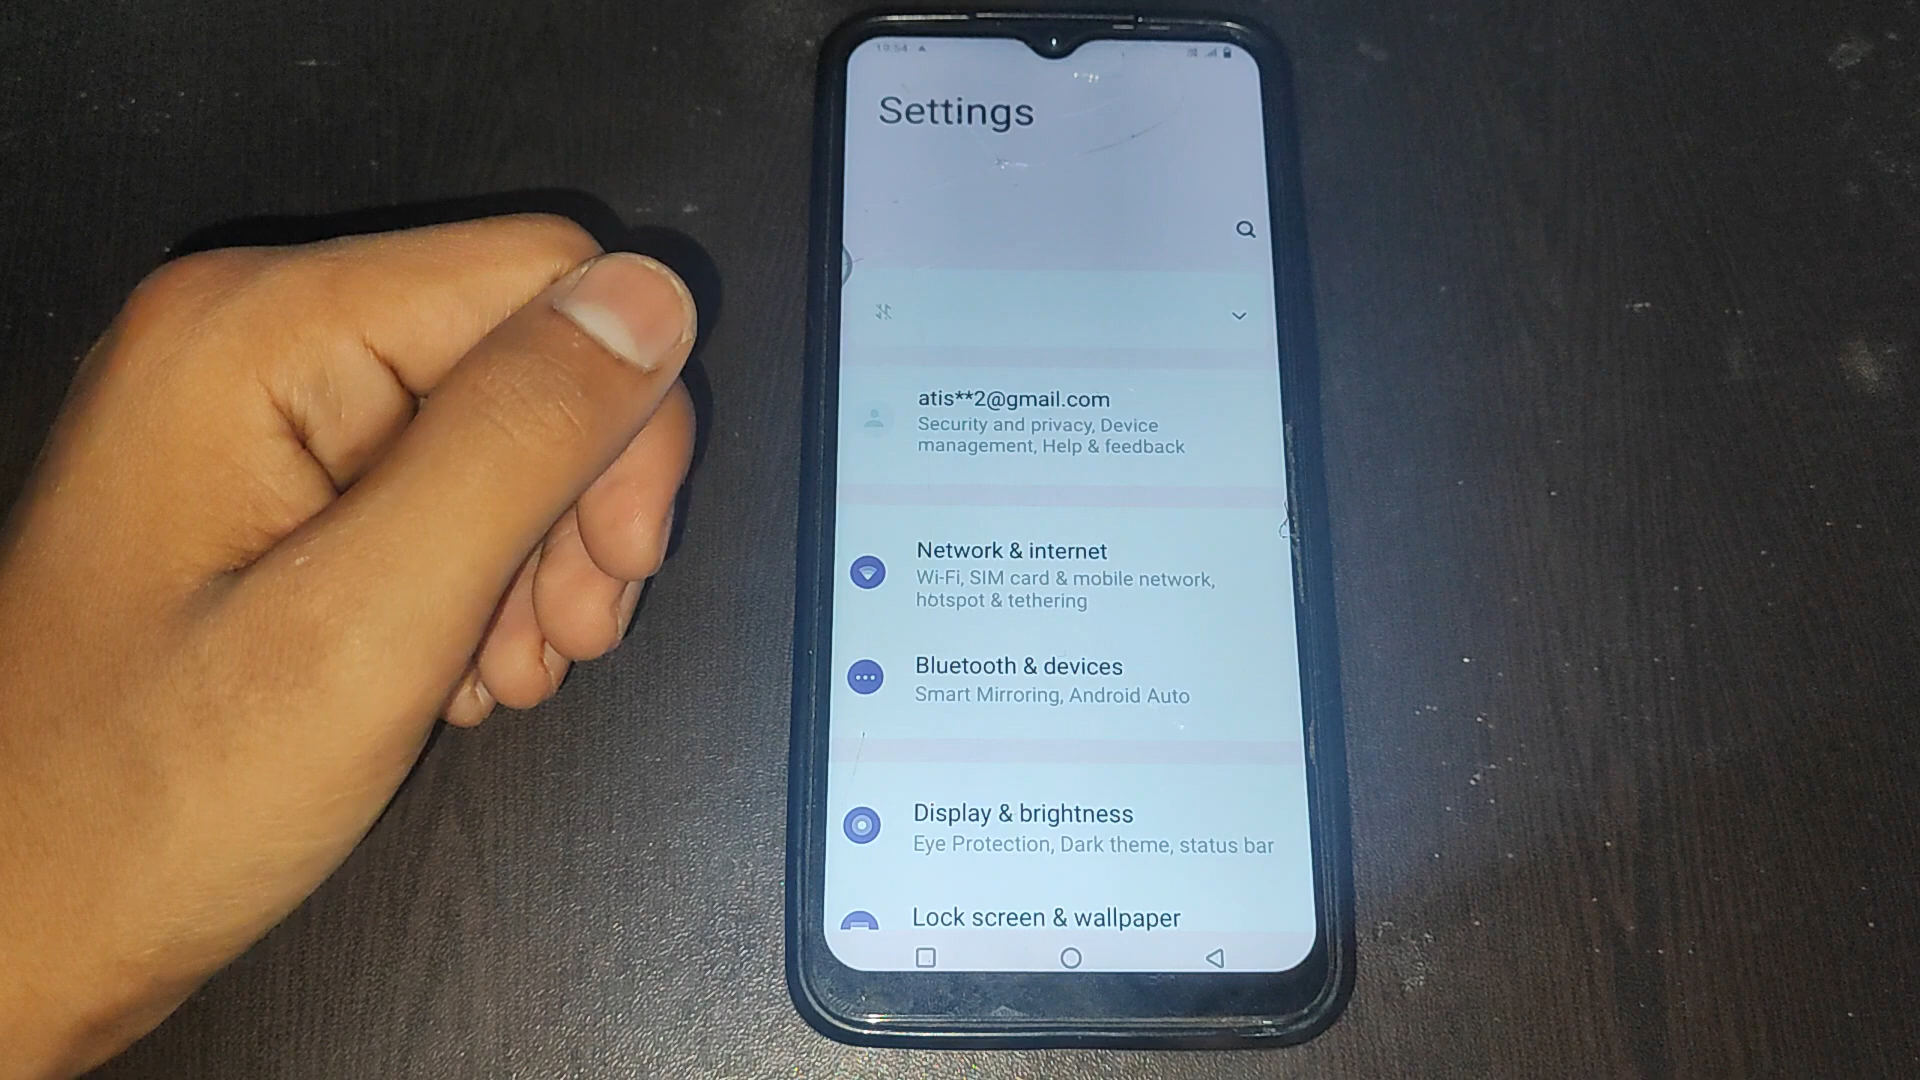 19:54
Settings
atis**2@gmail.com
Security and privacy, Device
management, Help & feedback
Network & internet
Wi-Fi, SIM card & mobile network,
hotspot & tethering
Bluetooth & devices
Smart Mirroring, Android Auto
Display & brightness
Eye Protection, Dark theme, status bar
Lock screen & wallpaper